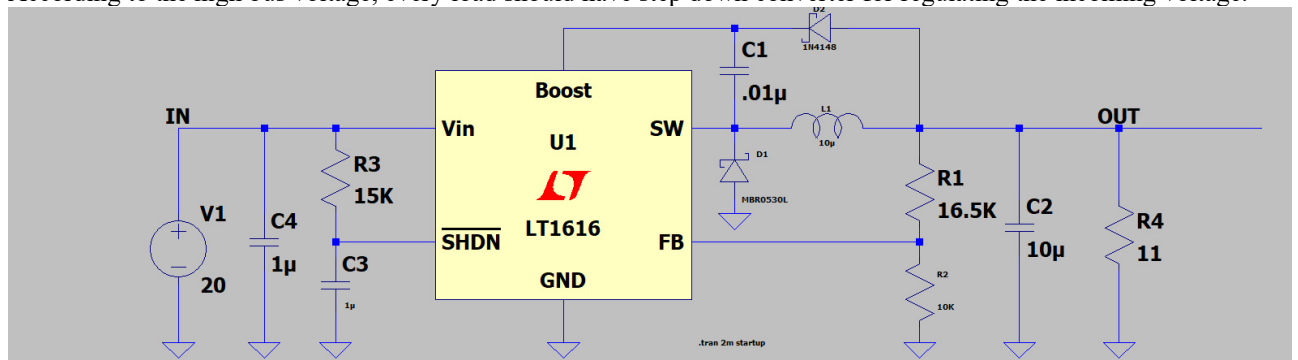 According to the high bus voltage, every load should have step down converter for regulating the incoming voltage.
D2
1N4148
C1
.01µ
Boost
IN
Vin
SW
L1
10µ
OUT
U1
D1
R3
15K
R1
16.5K
MBR0530L
V1
C4
C2
R4
LT1616
SHDN
FB
1µ
C3
10µ
11
20
R2
GND
1µ
10K
.tran 2m startup